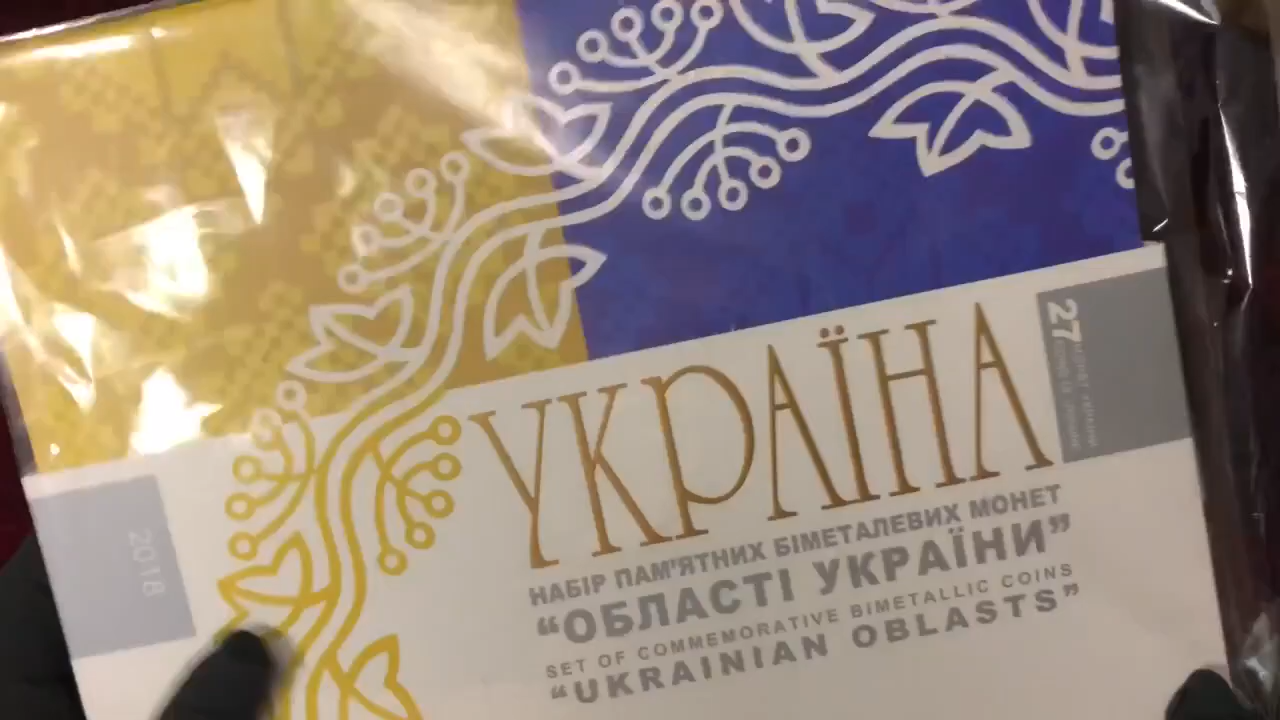 УКРАЇНА
НАБІР ПАМ'ЯТНИХ БІМЕТАЛЕВИХ МОНЕТ
“ОБЛАСТІ УКРАЇНИ”
SET OF COMMEMORATIVE BIMETALLIC COINS
“UKRAINIAN OBLASTS”
27
2018